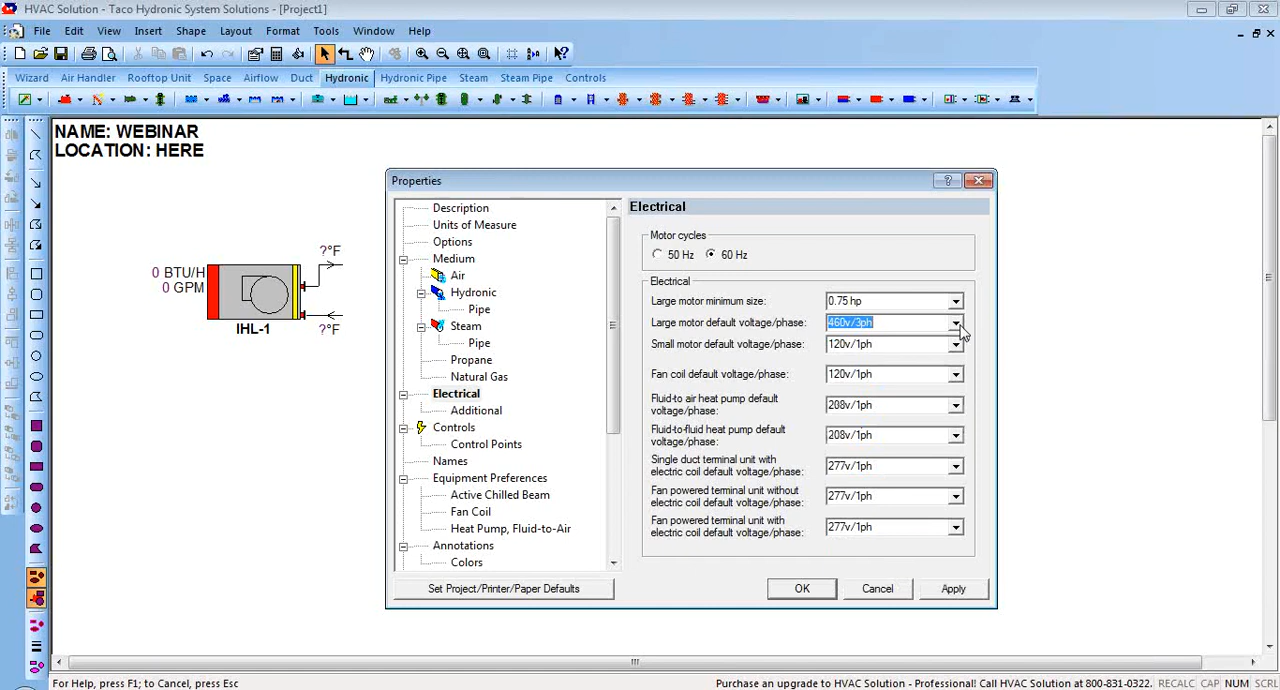 HVAC Solution - Taco Hydronic System Solutions - [Project1]
File Edit View Insert Shape Layout Format Tools Window Help
Wizard Air Handler Rooftop Unit Space Airflow Duct Hydronic Hydronic Pipe Steam Steam Pipe Controls
NAME: WEBINAR
LOCATION: HERE
?°F
0 BTU/H
0 GPM
IHL-1
?°F
Properties
Description
Units of Measure
Options
Medium
Air
Hydronic
Pipe
Steam
Pipe
Propane
Natural Gas
Electrical
Additional
Controls
Control Points
Names
Equipment Preferences
Active Chilled Beam
Fan Coil
Heat Pump, Fluid-to-Air
Annotations
Colors
Set Project/Printer/Paper Defaults
Electrical
Motor cycles
50 Hz 60 Hz
Electrical
Large motor minimum size: 0.75 hp
Large motor default voltage/phase: 460v/3ph
Small motor default voltage/phase: 120v/1ph
Fan coil default voltage/phase: 120v/1ph
Fluid-to air heat pump default
voltage/phase: 208v/1ph
Fluid-to-fluid heat pump default
voltage/phase: 208v/1ph
Single duct terminal unit with
electric coil default voltage/phase: 277v/1ph
Fan powered terminal unit without
electric coil default voltage/phase: 277v/1ph
Fan powered terminal unit with
electric coil default voltage/phase: 277v/1ph
OK Cancel Apply
For Help, press F1; to Cancel, press Esc
Purchase an upgrade to HVAC Solution - Professional! Call HVAC Solution at 800-831-0322. RECALC CAP NUM SCRL